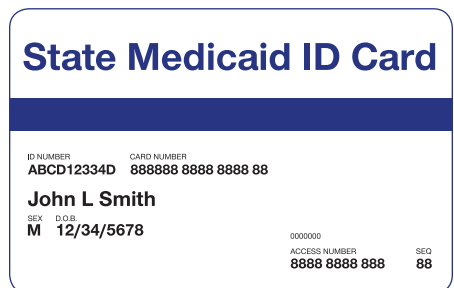 State Medicaid ID Card
ID NUMBER CARD NUMBER
ABCD12334D 888888 8888 8888 88
John L Smith
SEX D.O.B.
M 12/34/5678
0000000
ACCESS NUMBER SEQ
8888 8888 888 88